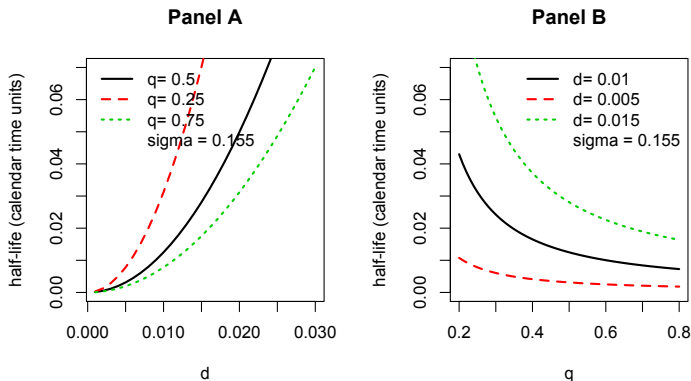 Panel A
half-life (calendar time units)
0.00 0.02 0.04 0.06
q= 0.5
q= 0.25
q= 0.75
sigma = 0.155
0.000 0.010 0.020 0.030
d
Panel B
half-life (calendar time units)
0.00 0.02 0.04 0.06
d= 0.01
d= 0.005
d= 0.015
sigma = 0.155
0.2 0.4 0.6 0.8
q